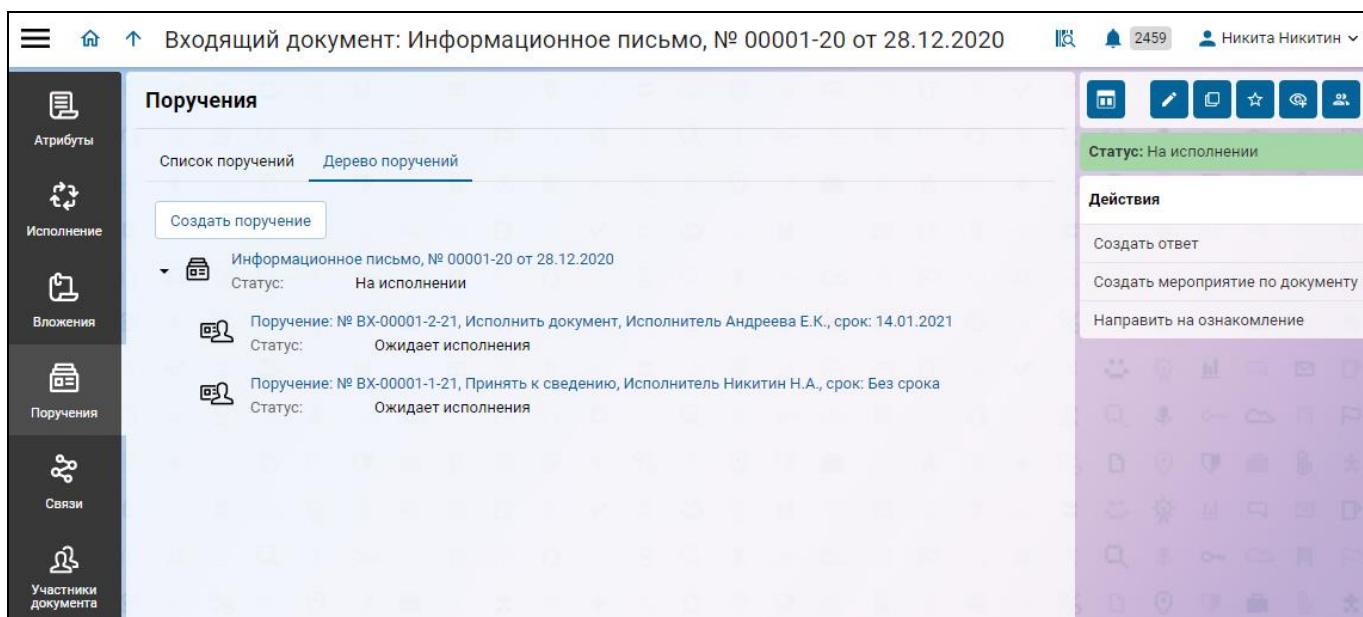 Входящий документ: Информационное письмо, № 00001-20 от 28.12.2020
2459
Никита Никитин
Атрибуты
Исполнение
Вложения
Поручения
Связи
Участники
документа
Поручения
Список поручений
Дерево поручений
Создать поручение
Информационное письмо, № 00001-20 от 28.12.2020
Статус: На исполнении
Поручение: № ВХ-00001-2-21, Исполнить документ, Исполнитель Андреева Е.К., срок: 14.01.2021
Статус: Ожидает исполнения
Поручение: № ВХ-00001-1-21, Принять к сведению, Исполнитель Никитин Н.А., срок: Без срока
Статус: Ожидает исполнения
Статус: На исполнении
Действия
Создать ответ
Создать мероприятие по документу
Направить на ознакомление